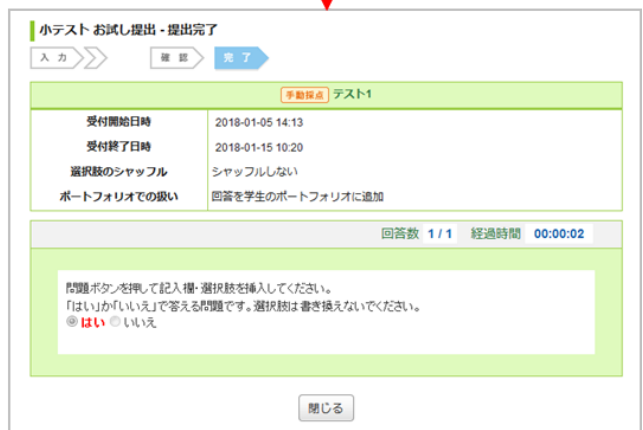 小テスト お試し提出 - 提出完了
入 力 確 認 完 了
手動採点 テスト1
受付開始日時 2018-01-05 14:13
受付終了日時 2018-01-15 10:20
選択肢のシャッフル シャッフルしない
ポートフォリオでの扱い 回答を学生のポートフォリオに追加
回答数 1 / 1 経過時間 00:00:02
問題ボタンを押して記入欄・選択肢を挿入してください。
「はい」か「いいえ」で答える問題です。選択肢は書き換えないでください。
はい いいえ
閉じる